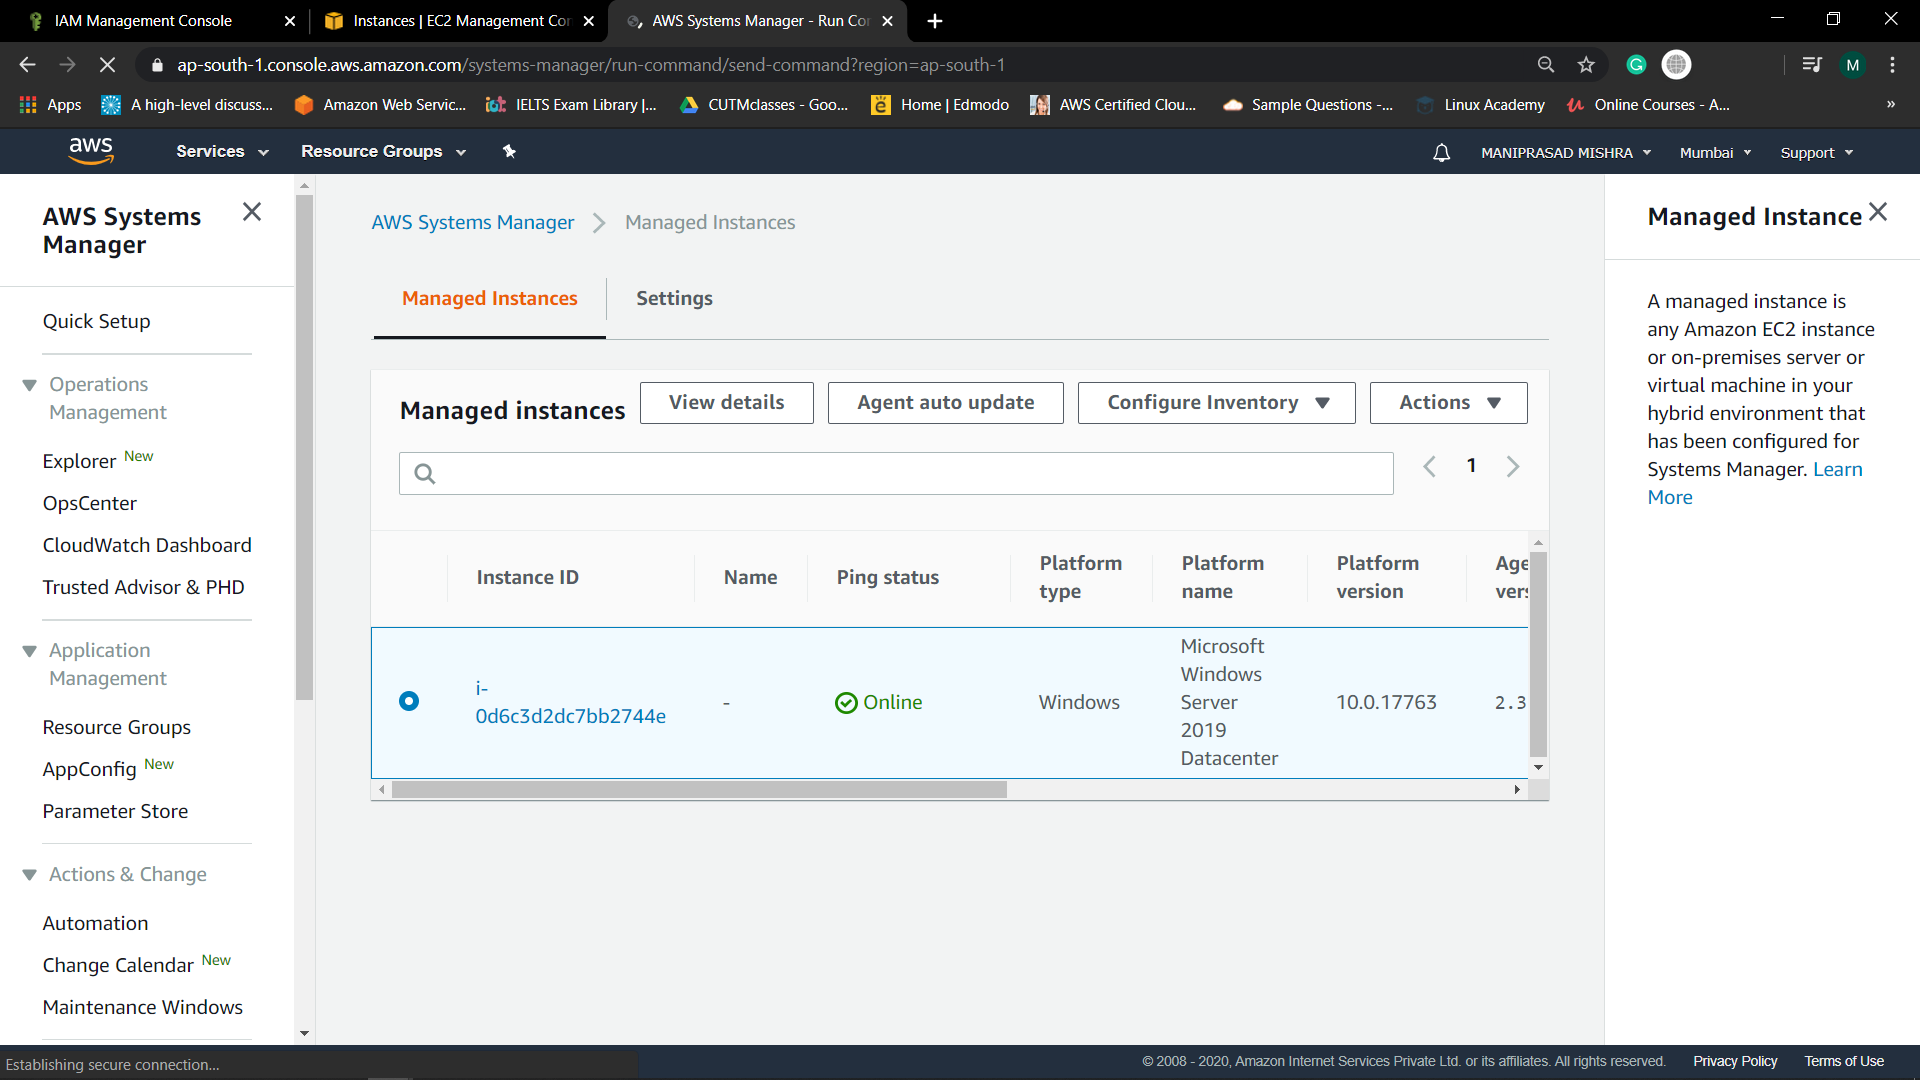 IAM Management Console
Instances | EC2 Management Con
AWS Systems Manager - Run Con
ap-south-1.console.aws.amazon.com/systems-manager/run-command/send-command?region=ap-south-1
G
M
Apps
A high-level discuss...
Amazon Web Servic...
IELTS Exam Library |...
CUTMclasses - Goo...
Home | Edmodo
AWS Certified Clou...
Sample Questions -...
Linux Academy
Online Courses - A...
»
aws
Services
Resource Groups
MANIPRASAD MISHRA
Mumbai
Support
AWS Systems
Manager
Quick Setup
Operations
Management
Explorer New
OpsCenter
CloudWatch Dashboard
Trusted Advisor & PHD
Application
Management
Resource Groups
AppConfig New
Parameter Store
Actions & Change
Automation
Change Calendar New
Maintenance Windows
AWS Systems Manager
Managed Instances
Managed Instances
Settings
Managed instances
View details
Agent auto update
Configure Inventory
Actions
1
Instance ID
Name
Ping status
Platform
type
Platform
name
Platform
version
Age
vers
i-
0d6c3d2dc7bb2744e
-
Online
Windows
Microsoft
Windows
Server
2019
Datacenter
10.0.17763
2.3
Managed Instance
A managed instance is
any Amazon EC2 instance
or on-premises server or
virtual machine in your
hybrid environment that
has been configured for
Systems Manager. Learn
More
Establishing secure connection...
© 2008 - 2020, Amazon Internet Services Private Ltd. or its affiliates. All rights reserved.
Privacy Policy
Terms of Use